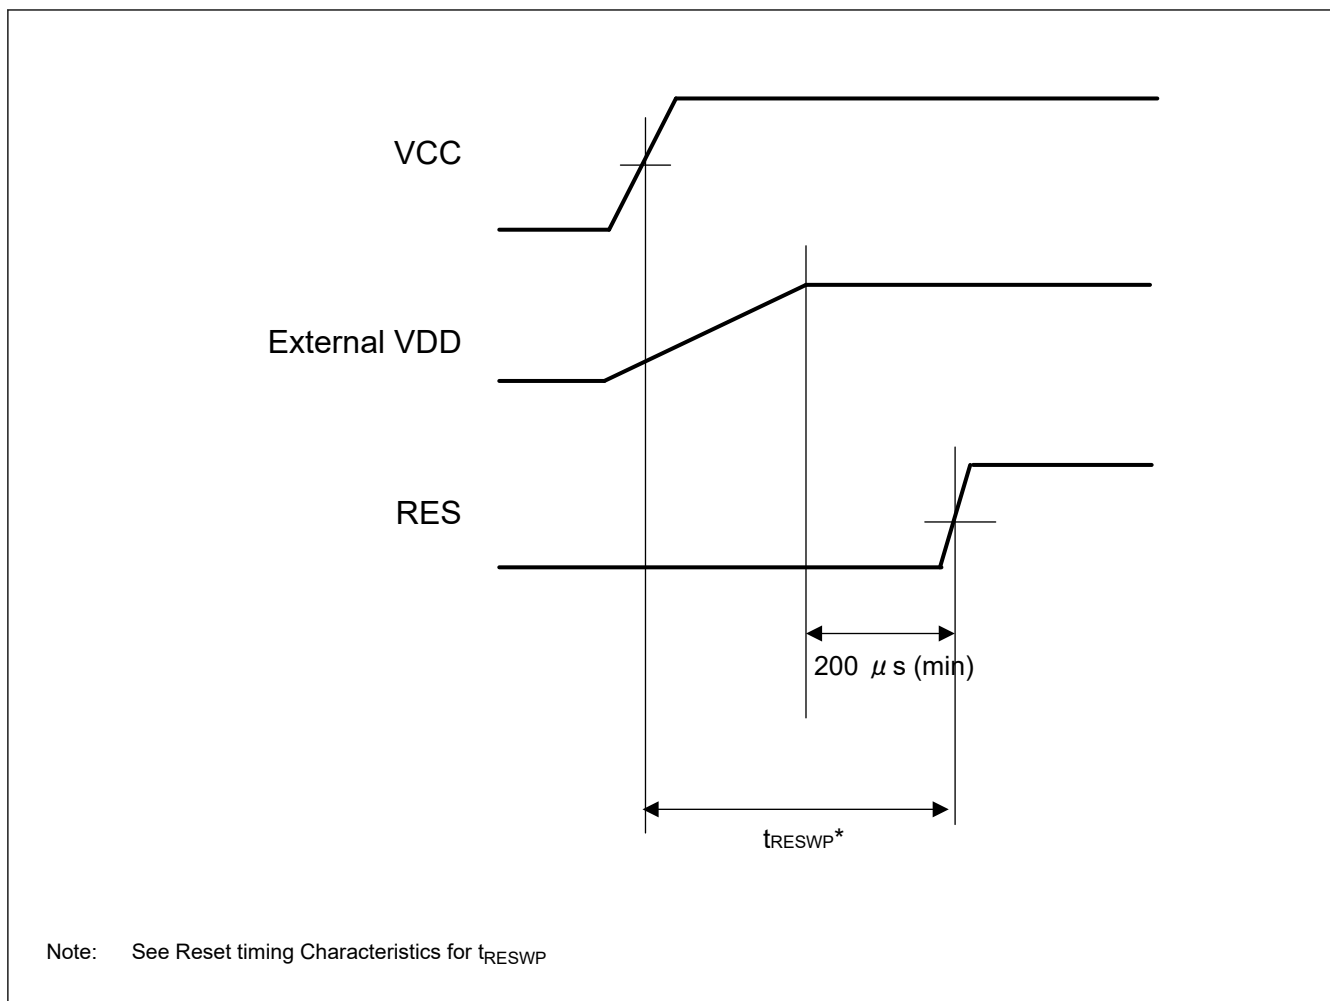 VCC
External VDD
RES
200 μs (min)
tRESWP*
Note: See Reset timing Characteristics for tRESWP